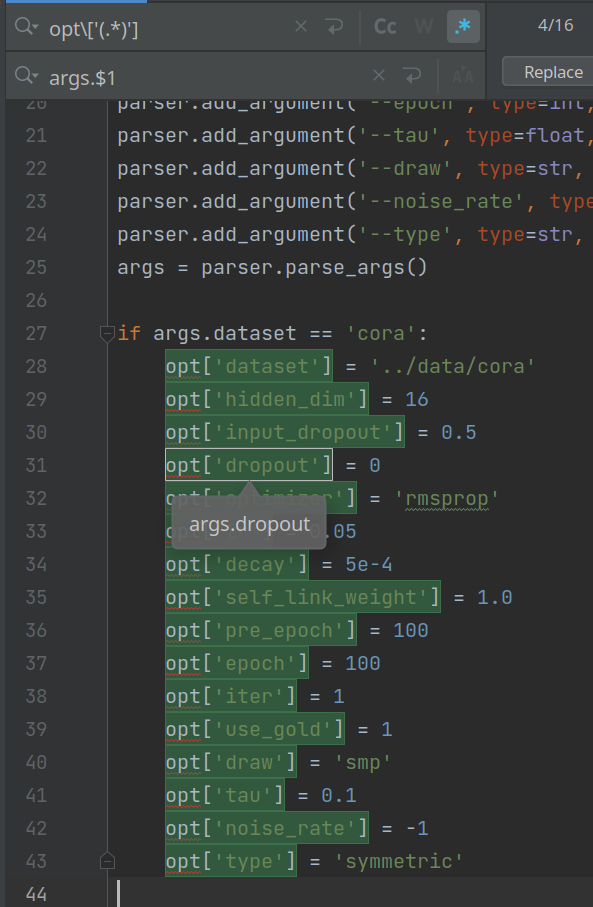 opt\['(.*)']
Cc
W
.*
4/16
args.$1
Replace
20 parser.add_argument('--epoch', type=int,
21 parser.add_argument('--tau', type=float,
22 parser.add_argument('--draw', type=str,
23 parser.add_argument('--noise_rate', type
24 parser.add_argument('--type', type=str,
25 args = parser.parse_args()
26
27 if args.dataset == 'cora':
28 opt['dataset'] = '../data/cora'
29 opt['hidden_dim'] = 16
30 opt['input_dropout'] = 0.5
31 opt['dropout'] = 0
32 opt['optimizer'] = 'rmsprop'
args.dropout
33 .05
34 opt['decay'] = 5e-4
35 opt['self_link_weight'] = 1.0
36 opt['pre_epoch'] = 100
37 opt['epoch'] = 100
38 opt['iter'] = 1
39 opt['use_gold'] = 1
40 opt['draw'] = 'smp'
41 opt['tau'] = 0.1
42 opt['noise_rate'] = -1
43 opt['type'] = 'symmetric'
44